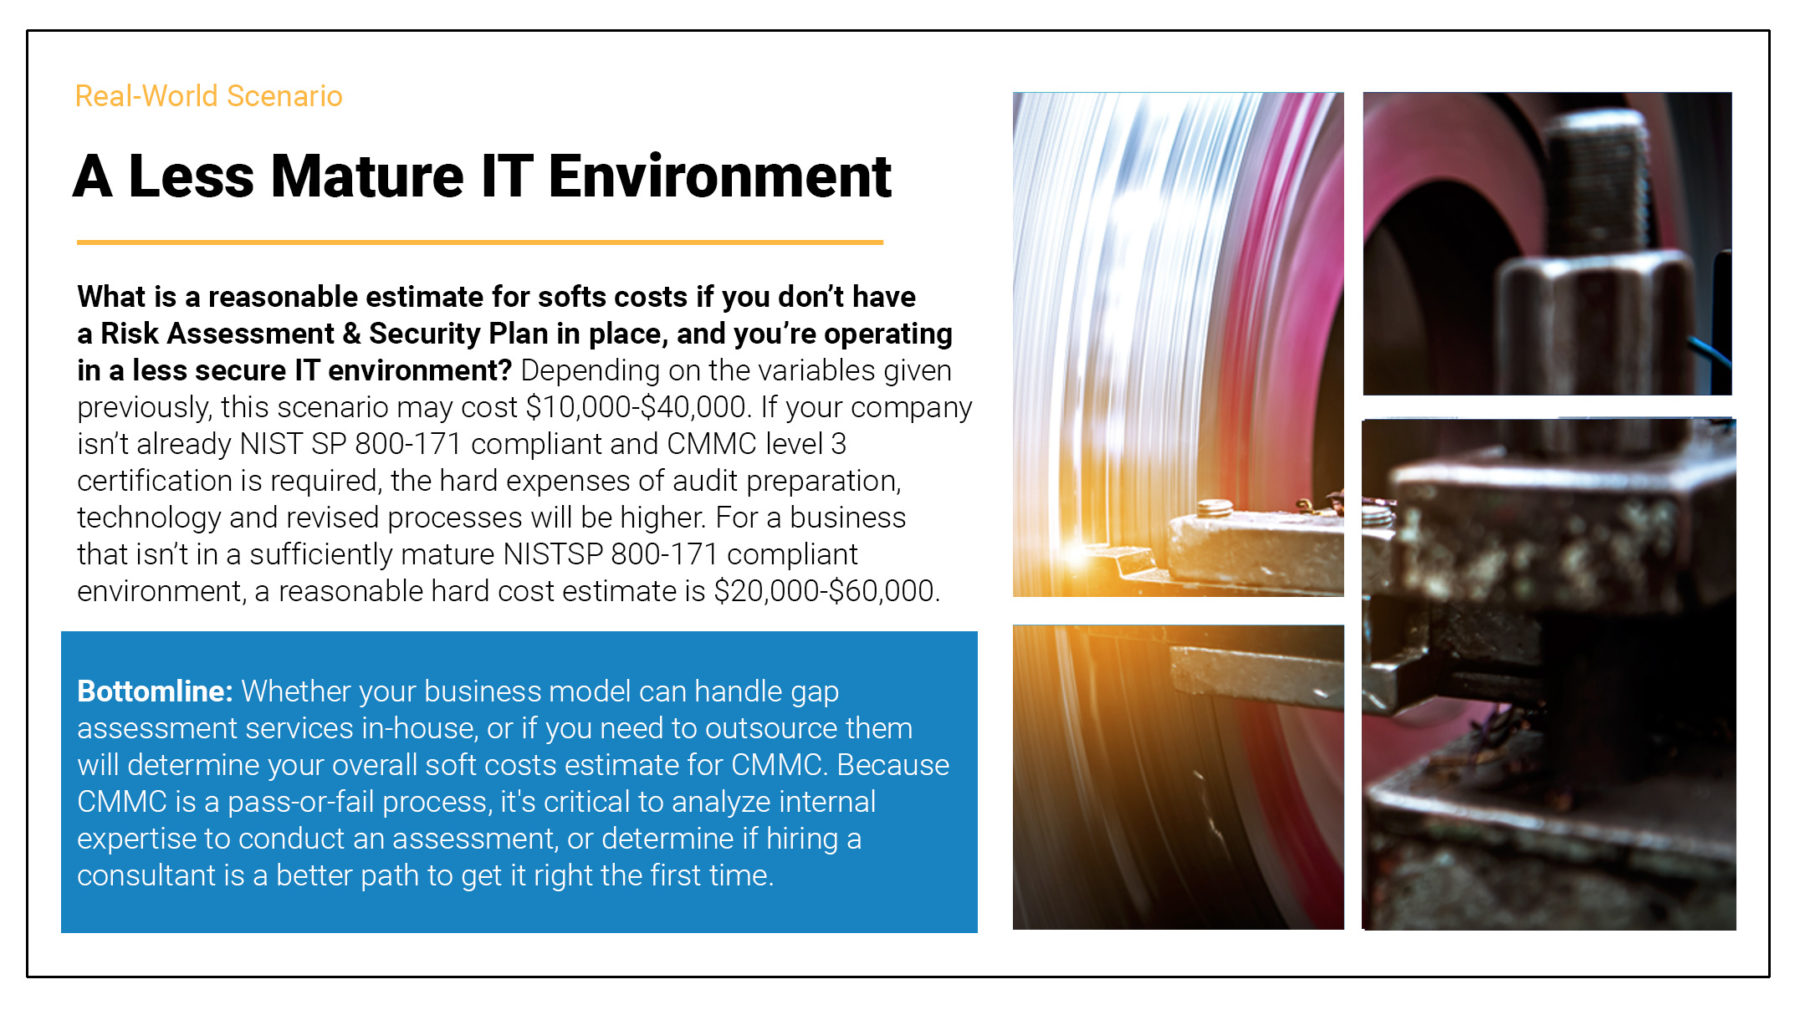 Real-World Scenario
A Less Mature IT Environment
What is a reasonable estimate for softs costs if you don’t have
a Risk Assessment & Security Plan in place, and you’re operating
in a less secure IT environment? Depending on the variables given
previously, this scenario may cost $10,000-$40,000. If your company
isn’t already NIST SP 800-171 compliant and CMMC level 3
certification is required, the hard expenses of audit preparation,
technology and revised processes will be higher. For a business
that isn’t in a sufficiently mature NISTSP 800-171 compliant
environment, a reasonable hard cost estimate is $20,000-$60,000.
Bottomline: Whether your business model can handle gap
assessment services in-house, or if you need to outsource them
will determine your overall soft costs estimate for CMMC. Because
CMMC is a pass-or-fail process, it's critical to analyze internal
expertise to conduct an assessment, or determine if hiring a
consultant is a better path to get it right the first time.